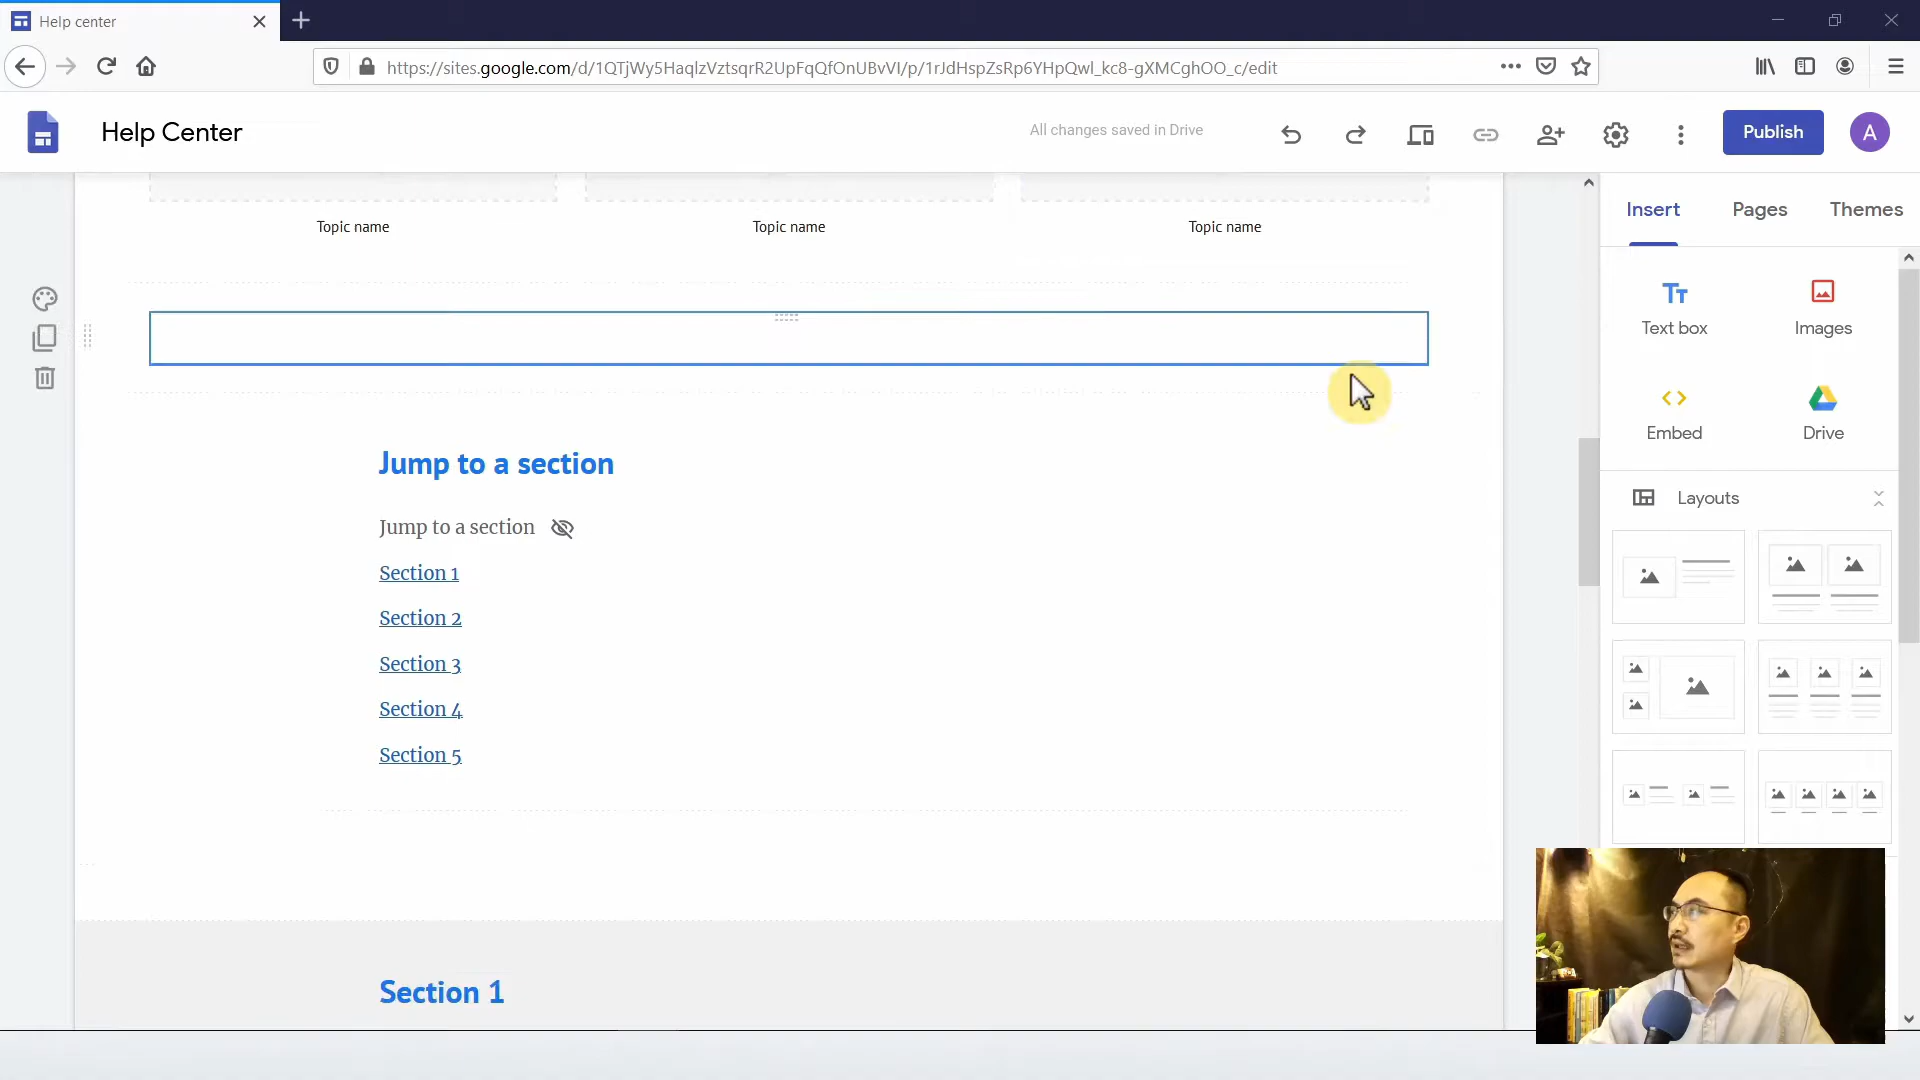 Help center
https://sites.google.com/d/1QTjWy5HaqlzVztsqrR2UpFqQfOnUBvVI/p/1rJdHspZsRp6YHpQwl_kc8-gXMCghOO_c/edit
Help Center
All changes saved in Drive
Publish
A
Insert
Pages
Themes
Topic name
Topic name
Topic name
Text box
Images
Embed
Drive
Layouts
Jump to a section
Jump to a section
Section 1
Section 2
Section 3
Section 4
Section 5
Section 1